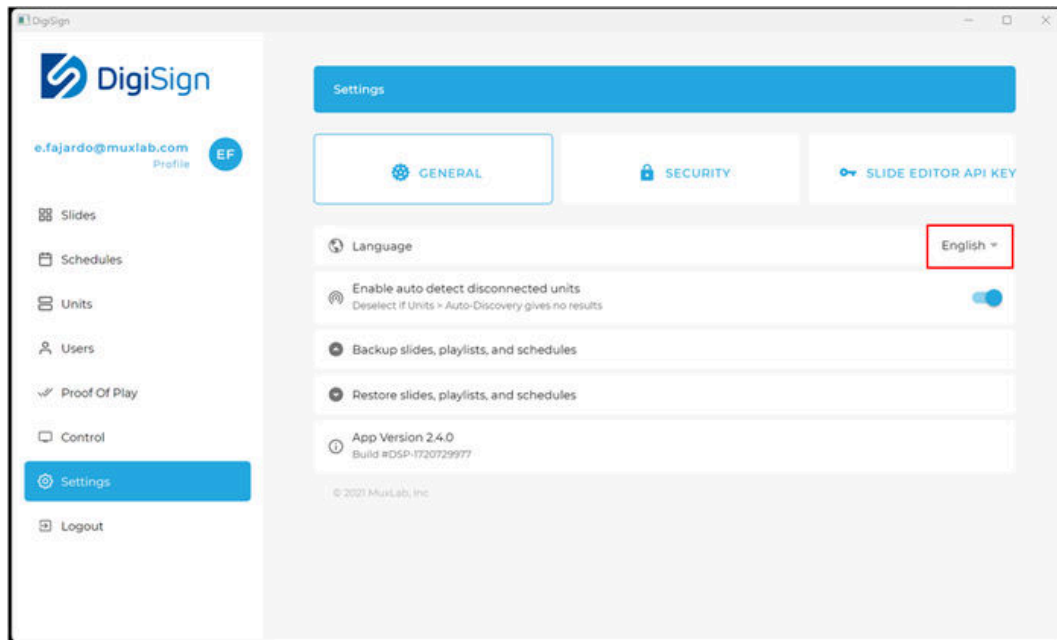 DigiSign
DigiSign
e.fajardo@muxlab.com
Profile
EF
Slides
Schedules
Units
Users
Proof Of Play
Control
Settings
Logout
Settings
GENERAL
SECURITY
SLIDE EDITOR API KEY
Language
English
Enable auto detect disconnected units
Deselect if Units > Auto-Discovery gives no results
Backup slides, playlists, and schedules
Restore slides, playlists, and schedules
App Version 2.4.0
Build #DSP-1720729977
© 2021 MuxLab, Inc